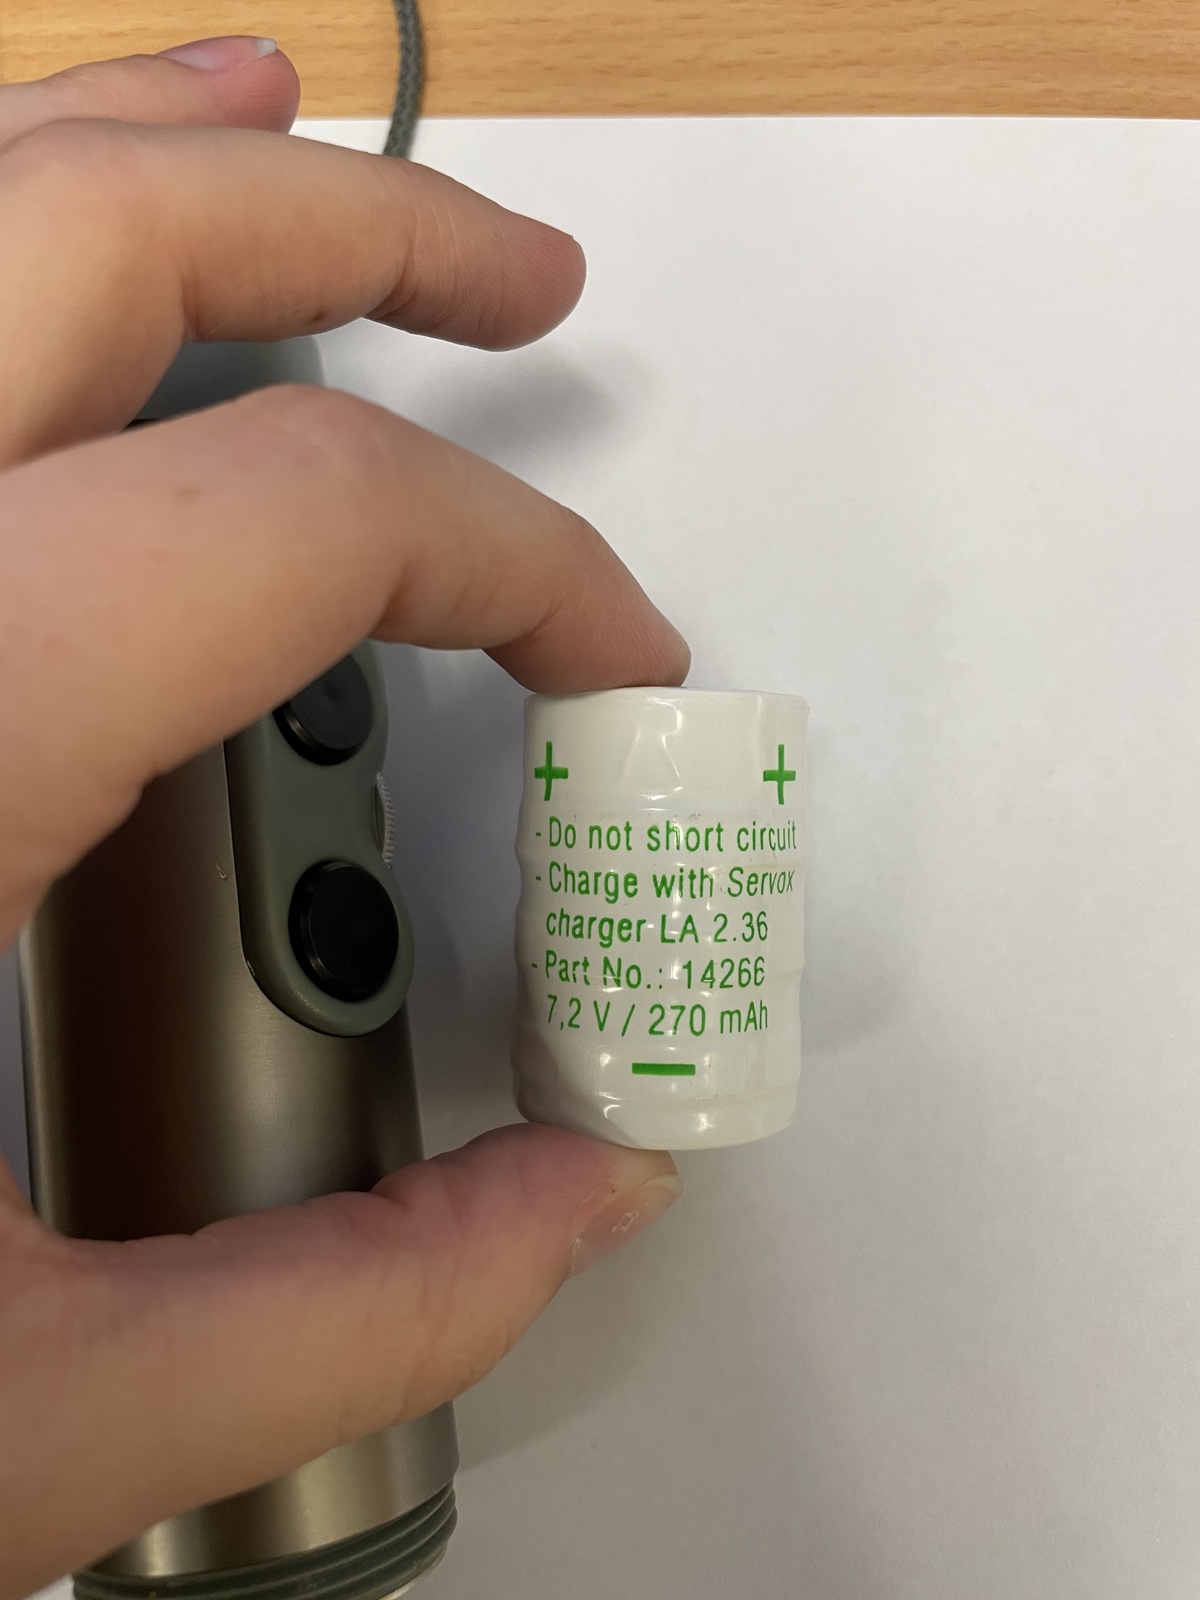 + +
- Do not short circuit
- Charge with Servox
charger LA 2.36
- Part No.: 14266
7,2 V / 270 mAh
—